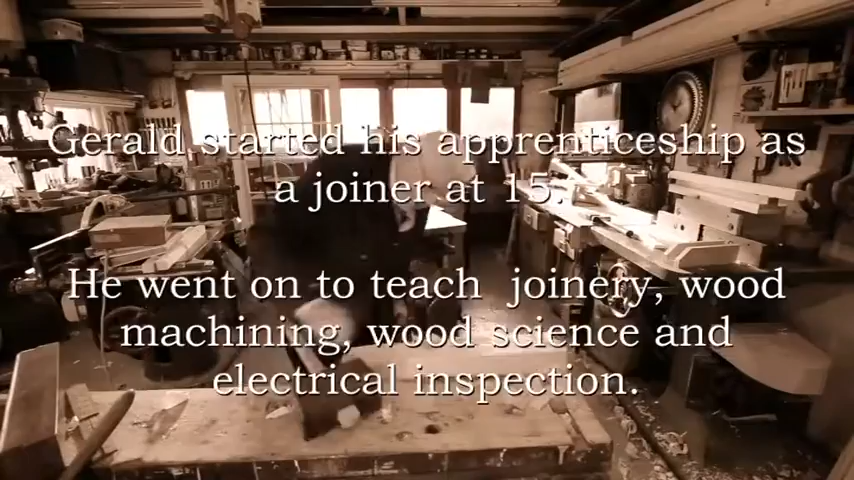 Gerald started his apprenticeship as
a joiner at 15.
He went on to teach joinery, wood
machining, wood science and
electrical inspection.